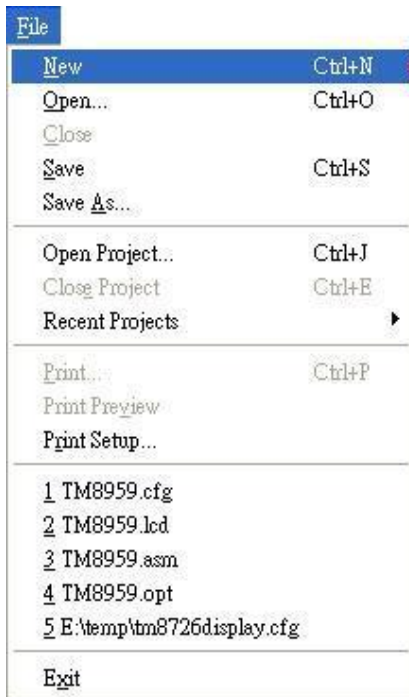 File
New Ctrl+N
Open... Ctrl+O
Close
Save Ctrl+S
Save As...
Open Project... Ctrl+J
Close Project Ctrl+E
Recent Projects
Print... Ctrl+P
Print Preview
Print Setup...
1 TM8959.cfg
2 TM8959.lcd
3 TM8959.asm
4 TM8959.opt
5 E:\temp\tm8726display.cfg
Exit